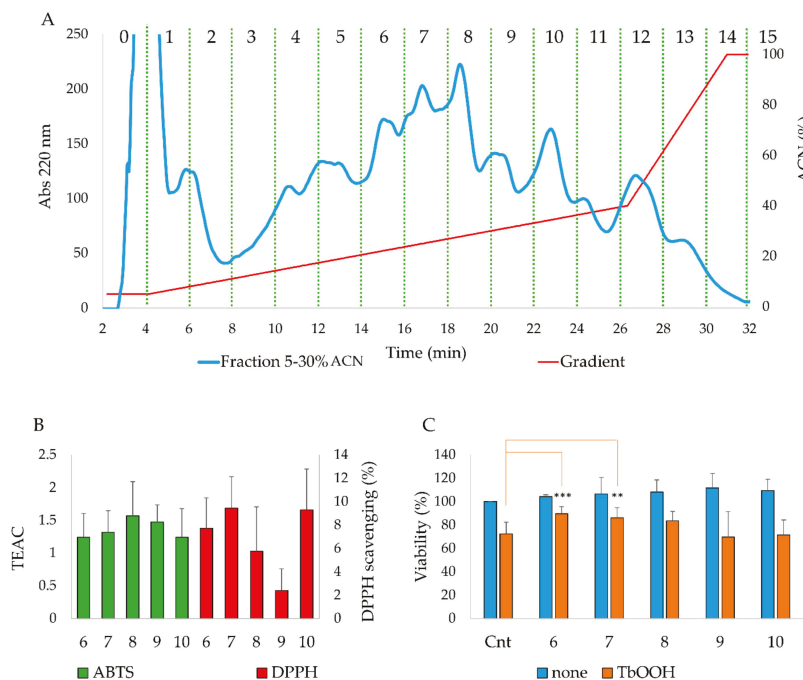 A
0 1 2 3 4 5 6 7 8 9 10 11 12 13 14 15
Abs 220 nm
250
200
150
100
50
0
ACN (%)
100
80
60
40
20
0
2 4 6 8 10 12 14 16 18 20 22 24 26 28 30 32
Time (min)
Fraction 5-30% ACN Gradient
B
TEAC
2.5
2
1.5
1
0.5
0
DPPH scavenging (%)
14
12
10
8
6
4
2
0
6 7 8 9 10 6 7 8 9 10
ABTS DPPH
C
Viability (%)
140
120
100
80
60
40
20
0
*** **
Cnt 6 7 8 9 10
none TbOOH